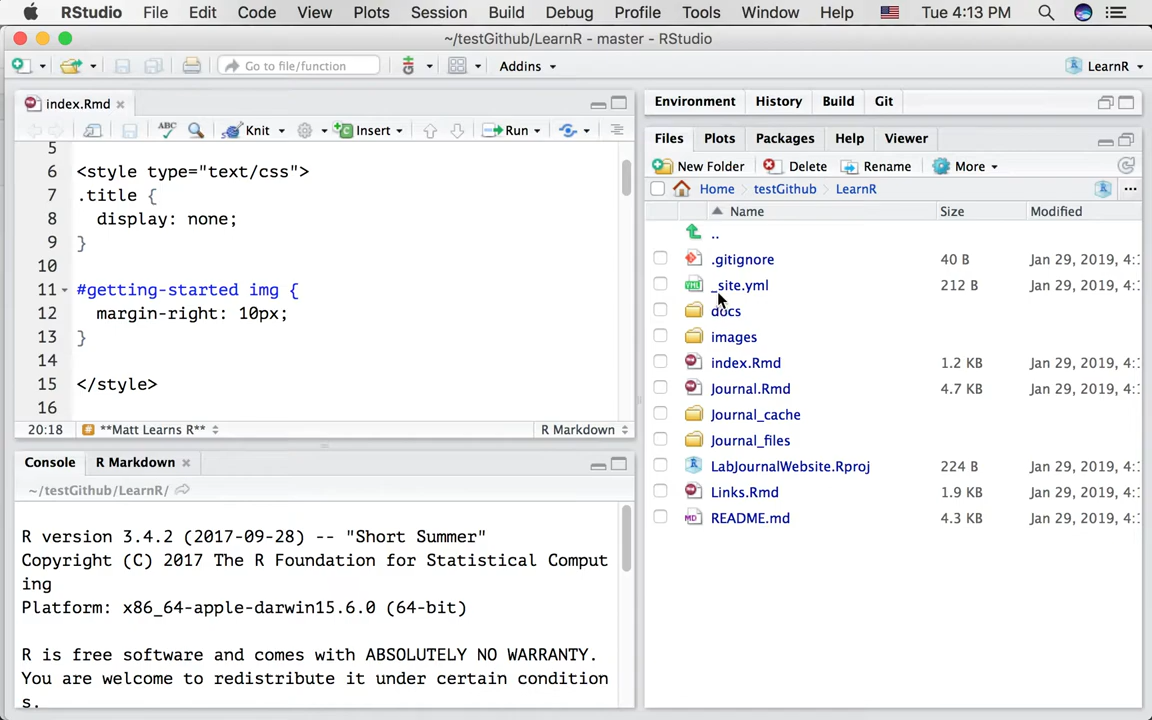 RStudio File Edit Code View Plots Session Build Debug Profile Tools Window Help Tue 4:13 PM
~/testGithub/LearnR - master - RStudio
Go to file/function Addins LearnR
index.Rmd
ABC Knit Insert Run
5
6 <style type="text/css">
7 .title {
8 display: none;
9 }
10
11 #getting-started img {
12 margin-right: 10px;
13 }
14
15 </style>
16
20:18 # **Matt Learns R** R Markdown
Console R Markdown
~/testGithub/LearnR/
R version 3.4.2 (2017-09-28) -- "Short Summer"
Copyright (C) 2017 The R Foundation for Statistical Comput
ing
Platform: x86_64-apple-darwin15.6.0 (64-bit)
R is free software and comes with ABSOLUTELY NO WARRANTY.
You are welcome to redistribute it under certain condition
s.
Environment History Build Git
Files Plots Packages Help Viewer
New Folder Delete Rename More
Home testGithub LearnR
Name Size Modified
..
.gitignore 40 B Jan 29, 2019, 4:
_site.yml 212 B Jan 29, 2019, 4:
docs
images
index.Rmd 1.2 KB Jan 29, 2019, 4:
Journal.Rmd 4.7 KB Jan 29, 2019, 4:
Journal_cache
Journal_files
LabJournalWebsite.Rproj 224 B Jan 29, 2019, 4:
Links.Rmd 1.9 KB Jan 29, 2019, 4:
README.md 4.3 KB Jan 29, 2019, 4: